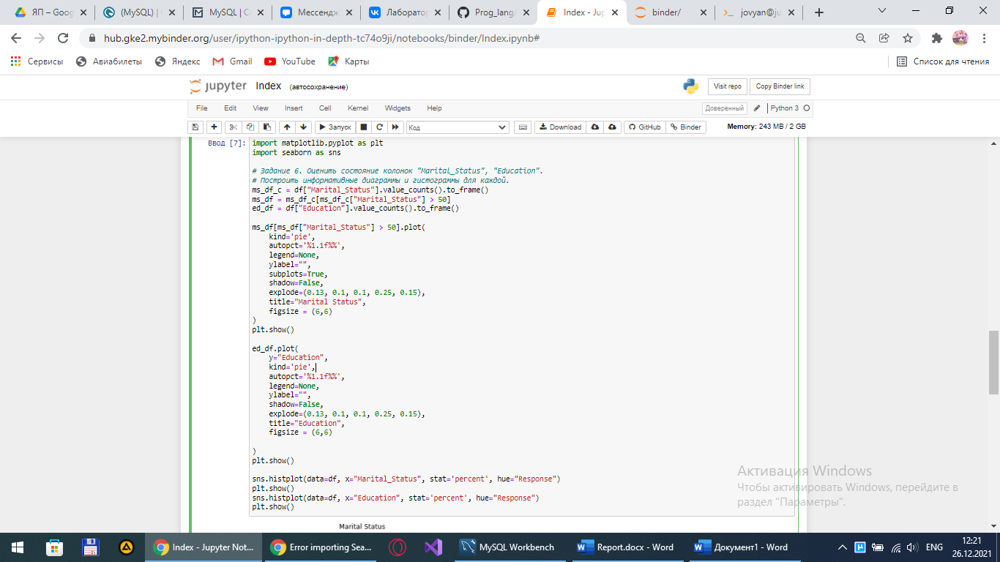 ЯП – Goog
(MySQL) |
MySQL | Co
Мессендж
Лаборатор
Prog_lang/
Index - Jup
binder/
jovyan@ju
hub.gke2.mybinder.org/user/ipython-ipython-in-depth-tc74o9ji/notebooks/binder/Index.ipynb#
Сервисы
Авиабилеты
Яндекс
Gmail
YouTube
Карты
Список для чтения
jupyter Index (автосохранение)
Visit repo
Copy Binder link
File Edit View Insert Cell Kernel Widgets Help
Доверенный
Python 3
Запуск
Код
Download
GitHub
Binder
Memory: 243 MB / 2 GB
Ввод [7]:
import matplotlib.pyplot as plt
import seaborn as sns
# Задание 6. Оценить состояние колонок "Marital_Status", "Education".
# Построить информативные диаграммы и гистограммы для каждой.
ms_df_c = df["Marital_Status"].value_counts().to_frame()
ms_df = ms_df_c[ms_df_c["Marital_Status"] > 50]
ed_df = df["Education"].value_counts().to_frame()
ms_df[ms_df["Marital_Status"] > 50].plot(
kind='pie',
autopct='%1.1f%%',
legend=None,
ylabel="",
subplots=True,
shadow=False,
explode=(0.13, 0.1, 0.1, 0.25, 0.15),
title="Marital Status",
figsize = (6,6)
)
plt.show()
ed_df.plot(
y="Education",
kind='pie',
autopct='%1.1f%%',
legend=None,
ylabel="",
shadow=False,
explode=(0.13, 0.1, 0.1, 0.25, 0.15),
title="Education",
figsize = (6,6)
)
plt.show()
sns.histplot(data=df, x="Marital_Status", stat='percent', hue="Response")
plt.show()
sns.histplot(data=df, x="Education", stat='percent', hue="Response")
plt.show()
Marital Status
Активация Windows
Чтобы активировать Windows, перейдите в
раздел "Параметры".
Index - Jupyter Not...
Error importing Sea...
MySQL Workbench
Report.docx - Word
Документ1 - Word
ENG
12:21
26.12.2021